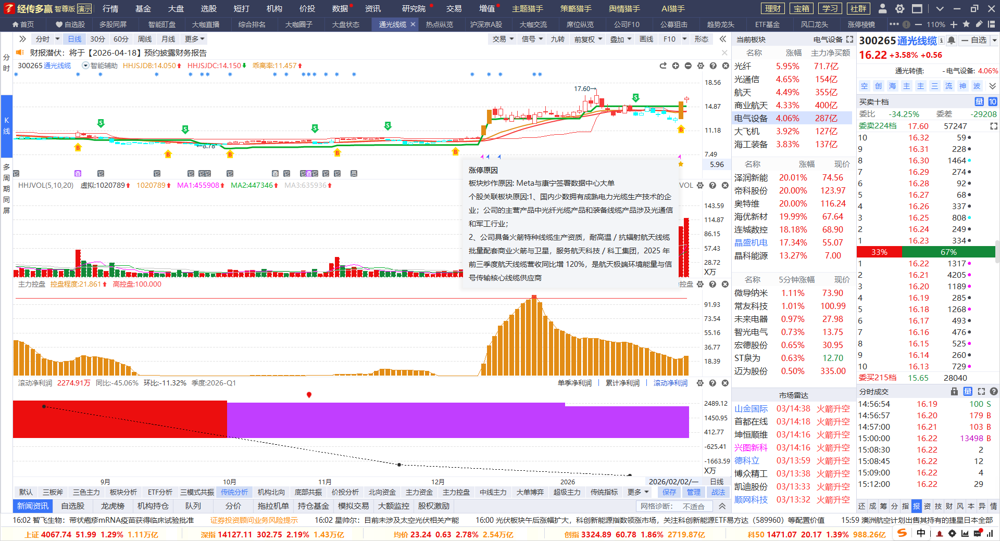 经传多赢 智尊版 演示 行情 基金 大盘 选股 短打 机构 价投 数据 资讯 研究院 交易 增值 主题猎手 策略猎手 舆情猎手 AI猎手 理财 宝箱 学习 社群
首页 自选股 多股同屏 智能盯盘 大咖直播 综合排名 大咖圈子 大盘状态 通光线缆 热点纵览 沪深京A股 大咖交流 席位纵览 公司F10 公募狙击 趋势龙头 ETF基金 风口龙头 涨停棱镜 110%
分时 日线 30分 60分 周线 月线 更多 交易 信号 九转 前复权 叠加 画线 F10 形态
财报潜伏：将于【2026-04-18】预约披露财务报告
300265 通光线缆 智能辅助 HHJSJDB:14.050 HHJSJDC:14.150 乖离率:11.457
分时
K线
多周期同屏
17.60→
←8.78
18.56
14.87
11.18
7.49
5.96
HHJVOL(5,10,20) 虚拟:1020789 1020789 MA1:455908 MA2:447346 MA3:635936 VOL
143.59
114.87
86.15
57.43
28.72
X万
涨停原因
板块炒作原因: Meta与康宁签署数据中心大单
个股关联板块原因:1、国内少数拥有成熟电力光缆生产技术的企
业；公司的主营产品中光纤光缆产品和装备线缆产品涉及光通信
和军工行业；
2、公司具备火箭特种线缆生产资质，耐高温 / 抗辐射航天线缆
批量配套商业火箭与卫星，服务航天科技 / 科工集团，2025 年
前三季度航天线缆营收同比增 120%，是航天极端环境能量与信
号传输核心线缆供应商
主力控盘 控盘程度:21.861 高控盘:100.000 控盘
91.93
73.54
55.16
36.77
18.39
滚动净利润 2274.91万 同比:-45.06% 环比:-11.32% 季度:2026-Q1 单季净利润 累计净利润 滚动净利润
2489.12
1450.95
412.77
-625.41
-1663.59
X万
9月 10月 11月 12月 2026 2026/02/02/一 日线
默认 三板斧 三色主力 板块分析 ETF分析 三模式共振 传统分析 机构北向 底部共振 价投分析 北向资金 主力资金 主力控盘 中线主力 大单博弈 超级主力 传统指标 更多 保存 管理 战法
新闻资讯 自选股 龙虎榜 机构持仓 队列 分价 拖拉机单 持仓基金 模拟交易 大额监控 股权激励 网格诊断： 不适合
当前板块 电气设备
名称 涨幅 主力净买额
光纤 5.95% 71.7亿
光通信 4.65% 154亿
航天 4.49% 355亿
商业航天 4.33% 400亿
电气设备 4.06% 287亿
大飞机 3.92% 127亿
海工装备 3.83% 137亿
名称 涨幅 现价
泽润新能 20.01% 74.56
帝科股份 20.00% 123.97
奥特维 20.00% 116.24
海优新材 19.99% 67.64
连城数控 18.18% 68.90
晶盛机电 17.34% 55.07
晶科能源 13.27% 7.00
名称 5分钟涨幅 现价
微导纳米 1.11% 73.90
常友科技 1.01% 100.99
未来电器 0.97% 27.98
智光电气 0.73% 13.75
宏德股份 0.65% 30.95
ST泉为 0.63% 12.70
迈为股份 0.50% 335.00
市场雷达
山金国际 03/14:38 火箭升空
首都在线 03/14:18 火箭升空
坤恒顺维 03/14:16 火箭升空
兴图新科 03/14:16 火箭升空
德科立 03/13:59 火箭升空
博众精工 03/13:38 火箭升空
凯迪股份 03/13:33 火箭升空
顺网科技 03/13:32 火箭升空
300265 通光线缆 自选
16.22 +3.58% +0.56
通光转债: - 电气设备: 4.06%
空 创 海 主 主 三 流 神 波
买卖十档 量 10
委比 -34.25% 委差 -29208
委卖224档 17.60 57247
10 16.32 59
9 16.31 228
8 16.30 1464
7 16.29 274
6 16.28 92
5 16.27 68
4 16.26 337
3 16.25 808
2 16.24 249
1 16.23 334
33% 67%
1 16.22 1317
2 16.21 4205
3 16.20 1189
4 16.19 285
5 16.18 1268
6 16.17 493
7 16.16 476
8 16.15 525
9 16.14 260
10 16.13 729
委买215档 15.65 28040
分时成交 量
14:56:54 16.19 100 S
14:56:57 16.20 179 B
14:57:00 16.21 103 B
15:00:00 16.22 13498 B
15:08:30 16.22 2
15:08:45 16.22 12
15:09:00 16.22 4
15:12:00 16.22 29
还 成 筹 分 指 报 资 技 财 风 本 异 情
16:02 智飞生物：带状疱疹mRNA疫苗获得临床试验批准 证券投资顾问业务风险提示 16:02 星帅尔：目前未涉及太空光伏相关产能 16:00 光伏板块午后涨幅扩大，科创新能源指数领涨市场，关注科创新能源ETF易方达（589960）等配置价值 15:59 澳洲航空计划出售其持有的捷星日本全部
上证 4067.74 51.99 1.29% 1.11万亿 深指 14127.11 302.75 2.19% 1.43万亿 均价 23.24 0.63 2.78% 2.54万亿 创指 3324.89 60.78 1.86% 2719.87亿 科50 1471.07 20.17 1.39% 988.26亿 中